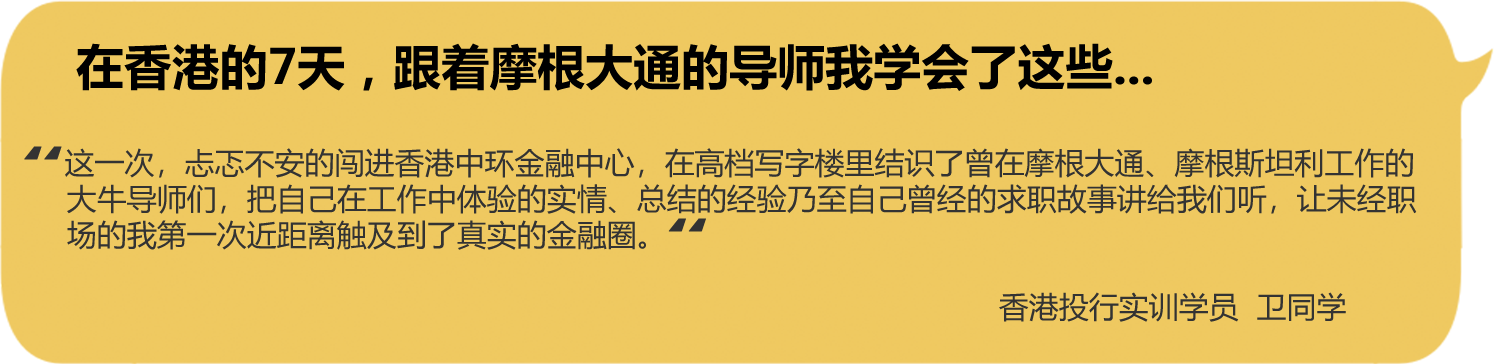 在香港的7天，跟着摩根大通的导师我学会了这些...
“这一次，忐忑不安的闯进香港中环金融中心，在高档写字楼里结识了曾在摩根大通、摩根斯坦利工作的
大牛导师们，把自己在工作中体验的实情、总结的经验乃至自己曾经的求职故事讲给我们听，让未经职
场的我第一次近距离触及到了真实的金融圈。“
香港投行实训学员 卫同学